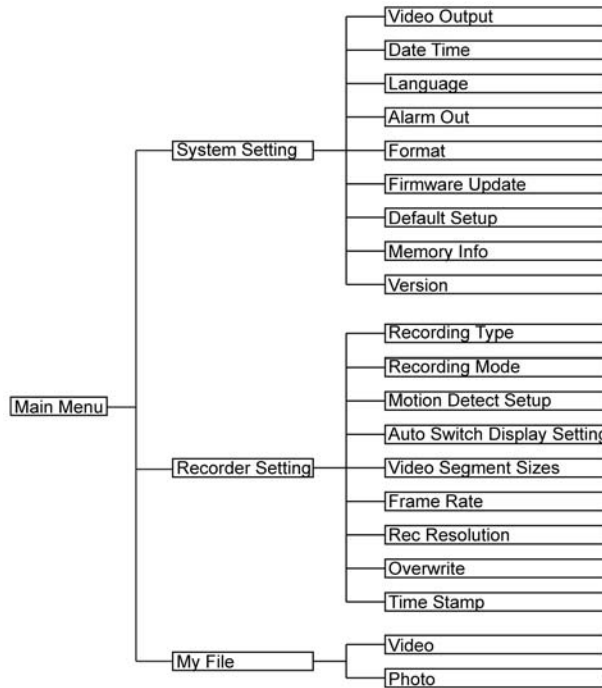 Video Output
Date Time
Language
Alarm Out
System Setting
Format
Firmware Update
Default Setup
Memory Info
Version
Recording Type
Recording Mode
Motion Detect Setup
Main Menu
Auto Switch Display Setting
Recorder Setting
Video Segment Sizes
Frame Rate
Rec Resolution
Overwrite
Time Stamp
Video
My File
Photo